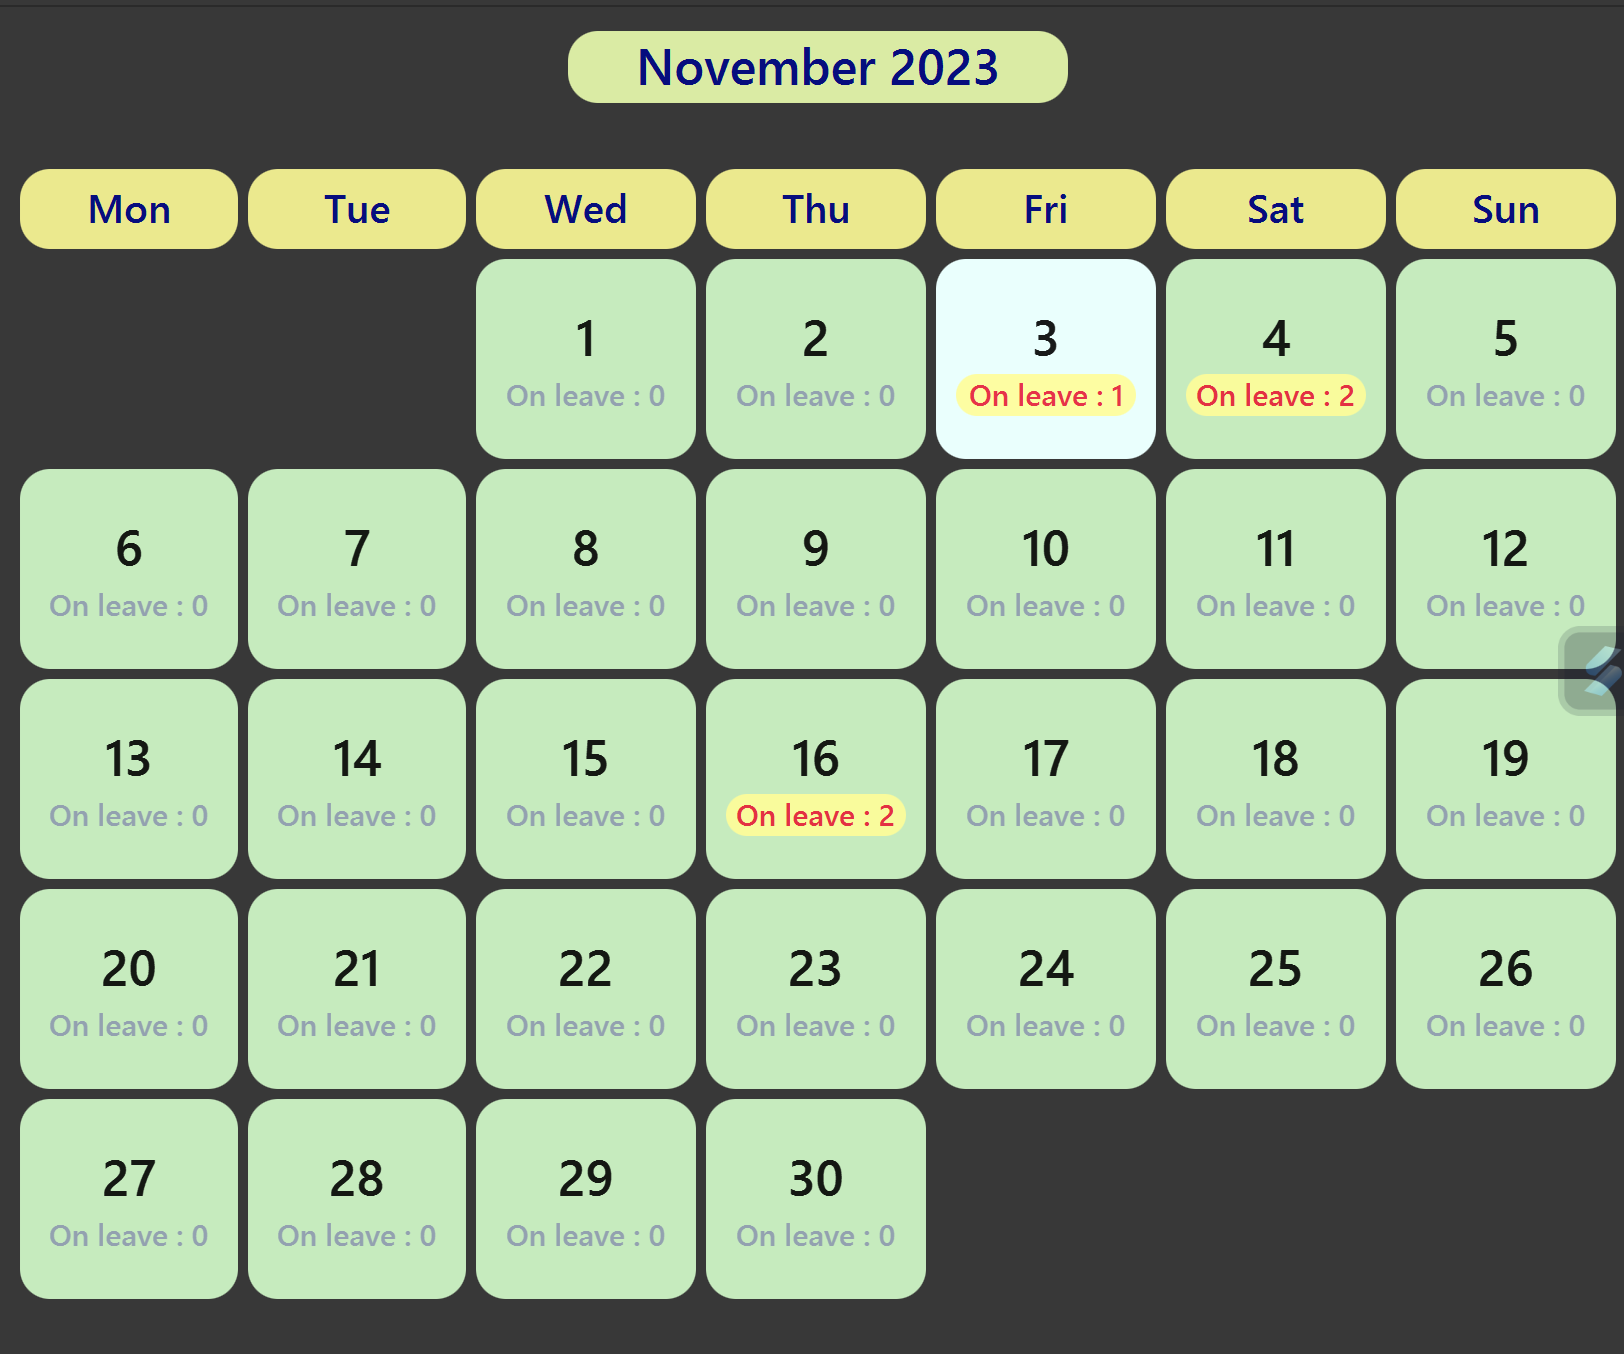 November 2023
Mon Tue Wed Thu Fri Sat Sun
1 2 3 4 5
On leave : 0 On leave : 0 On leave : 1 On leave : 2 On leave : 0
6 7 8 9 10 11 12
On leave : 0 On leave : 0 On leave : 0 On leave : 0 On leave : 0 On leave : 0 On leave : 0
13 14 15 16 17 18 19
On leave : 0 On leave : 0 On leave : 0 On leave : 2 On leave : 0 On leave : 0 On leave : 0
20 21 22 23 24 25 26
On leave : 0 On leave : 0 On leave : 0 On leave : 0 On leave : 0 On leave : 0 On leave : 0
27 28 29 30
On leave : 0 On leave : 0 On leave : 0 On leave : 0